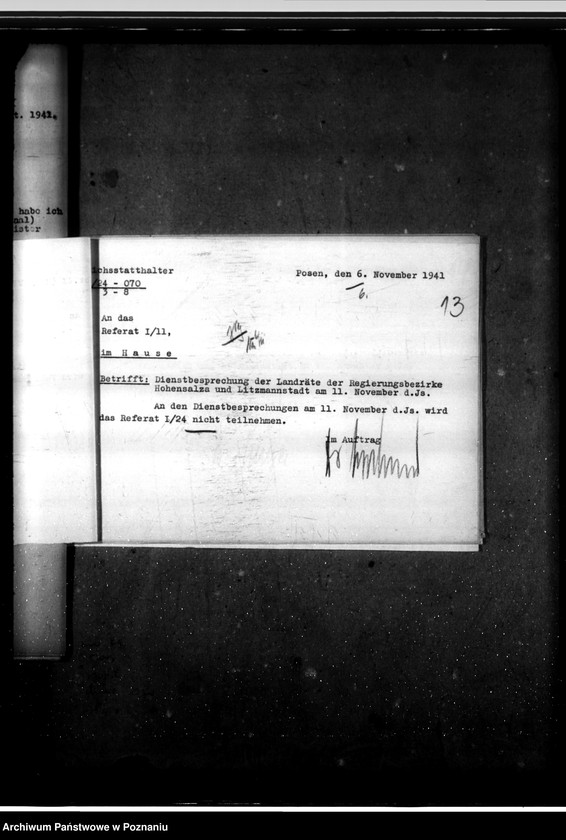 t. 1941.
habe ich
nal)
ister
ichsstatthalter
/24 - 070
3 - 8
Posen, den 6. November 1941
6.
13
An das
Referat I/11,
im Hause
Betrifft: Dienstbesprechung der Landräte der Regierungsbezirke
Hohensalza und Litzmannstadt am 11. November d.Js.
An den Dienstbesprechungen am 11. November d.Js. wird
das Referat I/24 nicht teilnehmen.
Im Auftrag
Archiwum Państwowe w Poznaniu